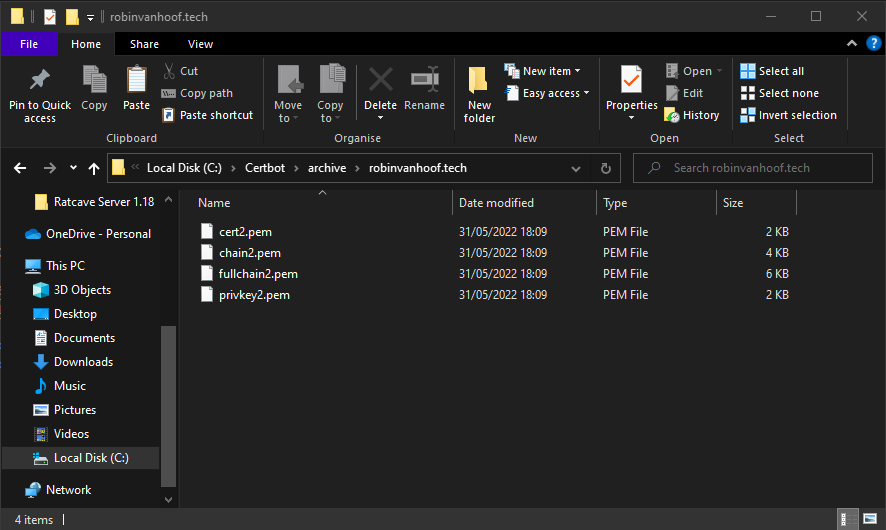 robinvanhoof.tech
File Home Share View
Pin to Quick access
Copy
Paste
Cut
Copy path
Paste shortcut
Clipboard
Move to
Copy to
Delete
Rename
Organise
New folder
New item
Easy access
New
Properties
Open
Edit
History
Open
Select all
Select none
Invert selection
Select
Local Disk (C:) Certbot archive robinvanhoof.tech
Search robinvanhoof.tech
Ratcave Server 1.18
OneDrive - Personal
This PC
3D Objects
Desktop
Documents
Downloads
Music
Pictures
Videos
Local Disk (C:)
Network
Name Date modified Type Size
cert2.pem 31/05/2022 18:09 PEM File 2 KB
chain2.pem 31/05/2022 18:09 PEM File 4 KB
fullchain2.pem 31/05/2022 18:09 PEM File 6 KB
privkey2.pem 31/05/2022 18:09 PEM File 2 KB
4 items